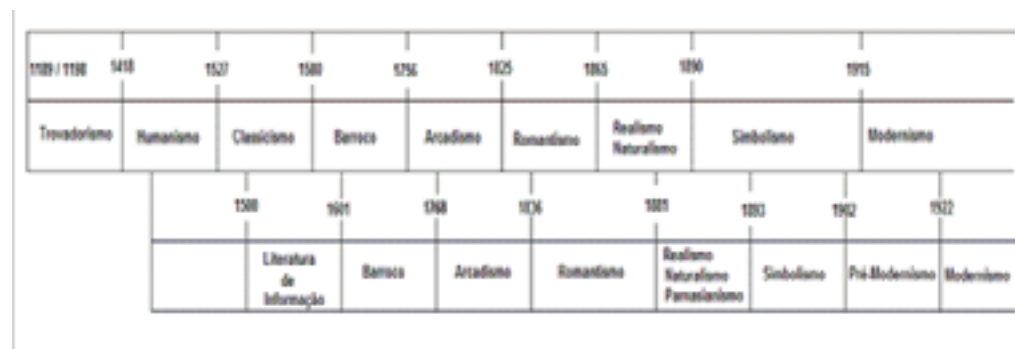 1189 / 1198 1418 1527 1580 1756 1825 1865 1890 1915
Trovadorismo Humanismo Classicismo Barroco Arcadismo Romantismo Realismo Naturalismo Simbolismo Modernismo
1500 1601 1768 1836 1881 1893 1902 1922
Literatura de Informação Barroco Arcadismo Romantismo Realismo Naturalismo Parnasianismo Simbolismo Pré-Modernismo Modernismo